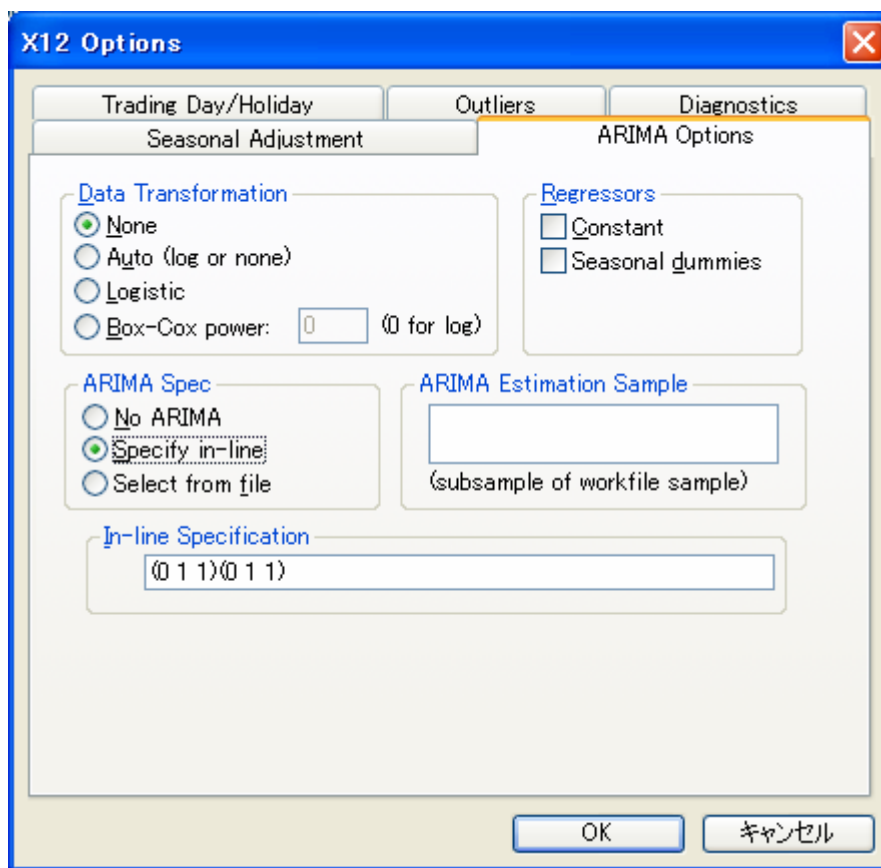 X12 Options
Trading Day/Holiday
Outliers
Diagnostics
Seasonal Adjustment
ARIMA Options
Data Transformation
None
Auto (log or none)
Logistic
Box-Cox power: 0 (0 for log)
Regressors
Constant
Seasonal dummies
ARIMA Spec
No ARIMA
Specify in-line
Select from file
ARIMA Estimation Sample
(subsample of workfile sample)
In-line Specification
(0 1 1)(0 1 1)
OK
キャンセル